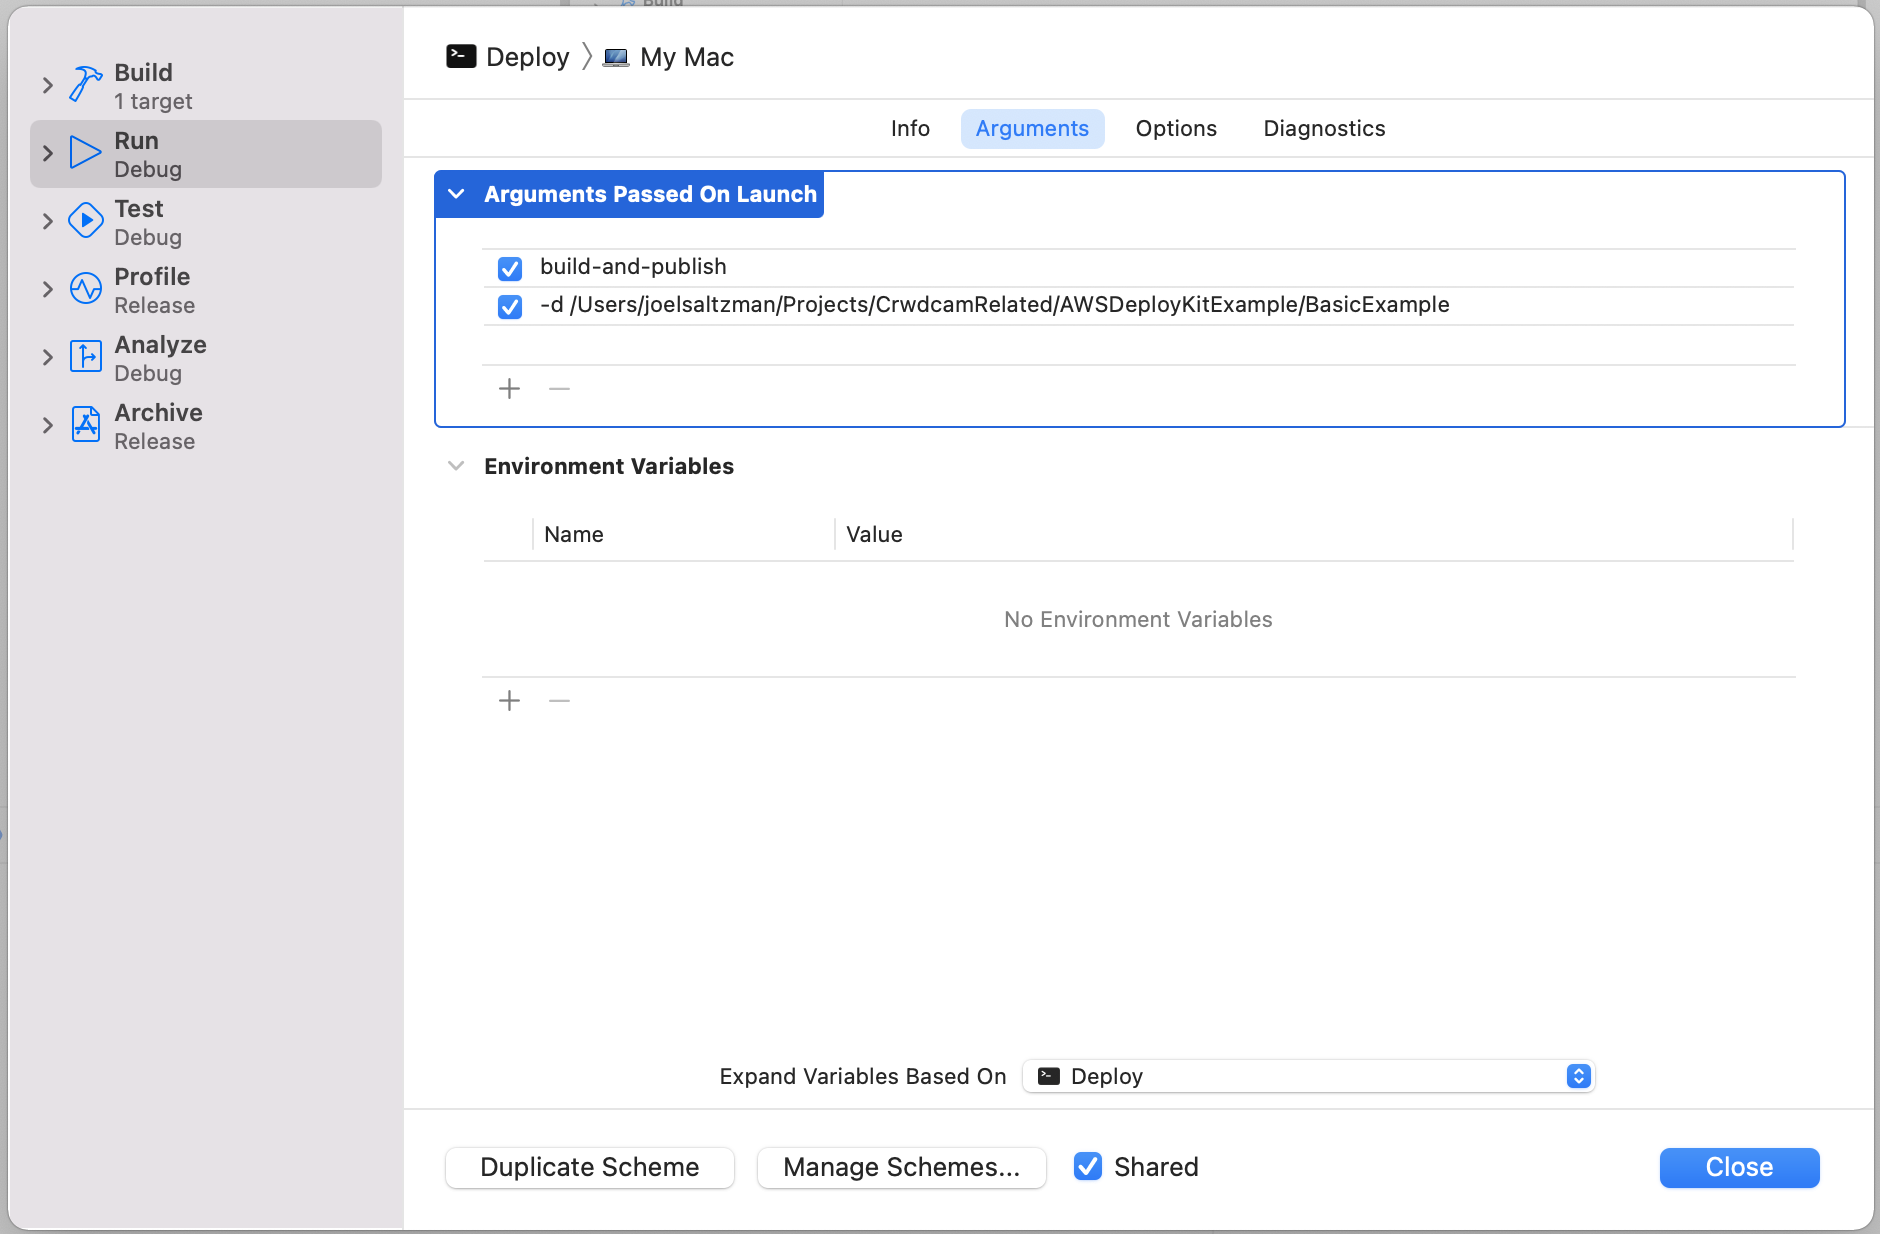 Build
1 target
Run
Debug
Test
Debug
Profile
Release
Analyze
Debug
Archive
Release
Deploy 〉 My Mac
Info Arguments Options Diagnostics
Arguments Passed On Launch
build-and-publish
-d /Users/joelsaltzman/Projects/CrwdcamRelated/AWSDeployKitExample/BasicExample
Environment Variables
Name Value
No Environment Variables
Expand Variables Based On Deploy
Duplicate Scheme Manage Schemes... Shared Close